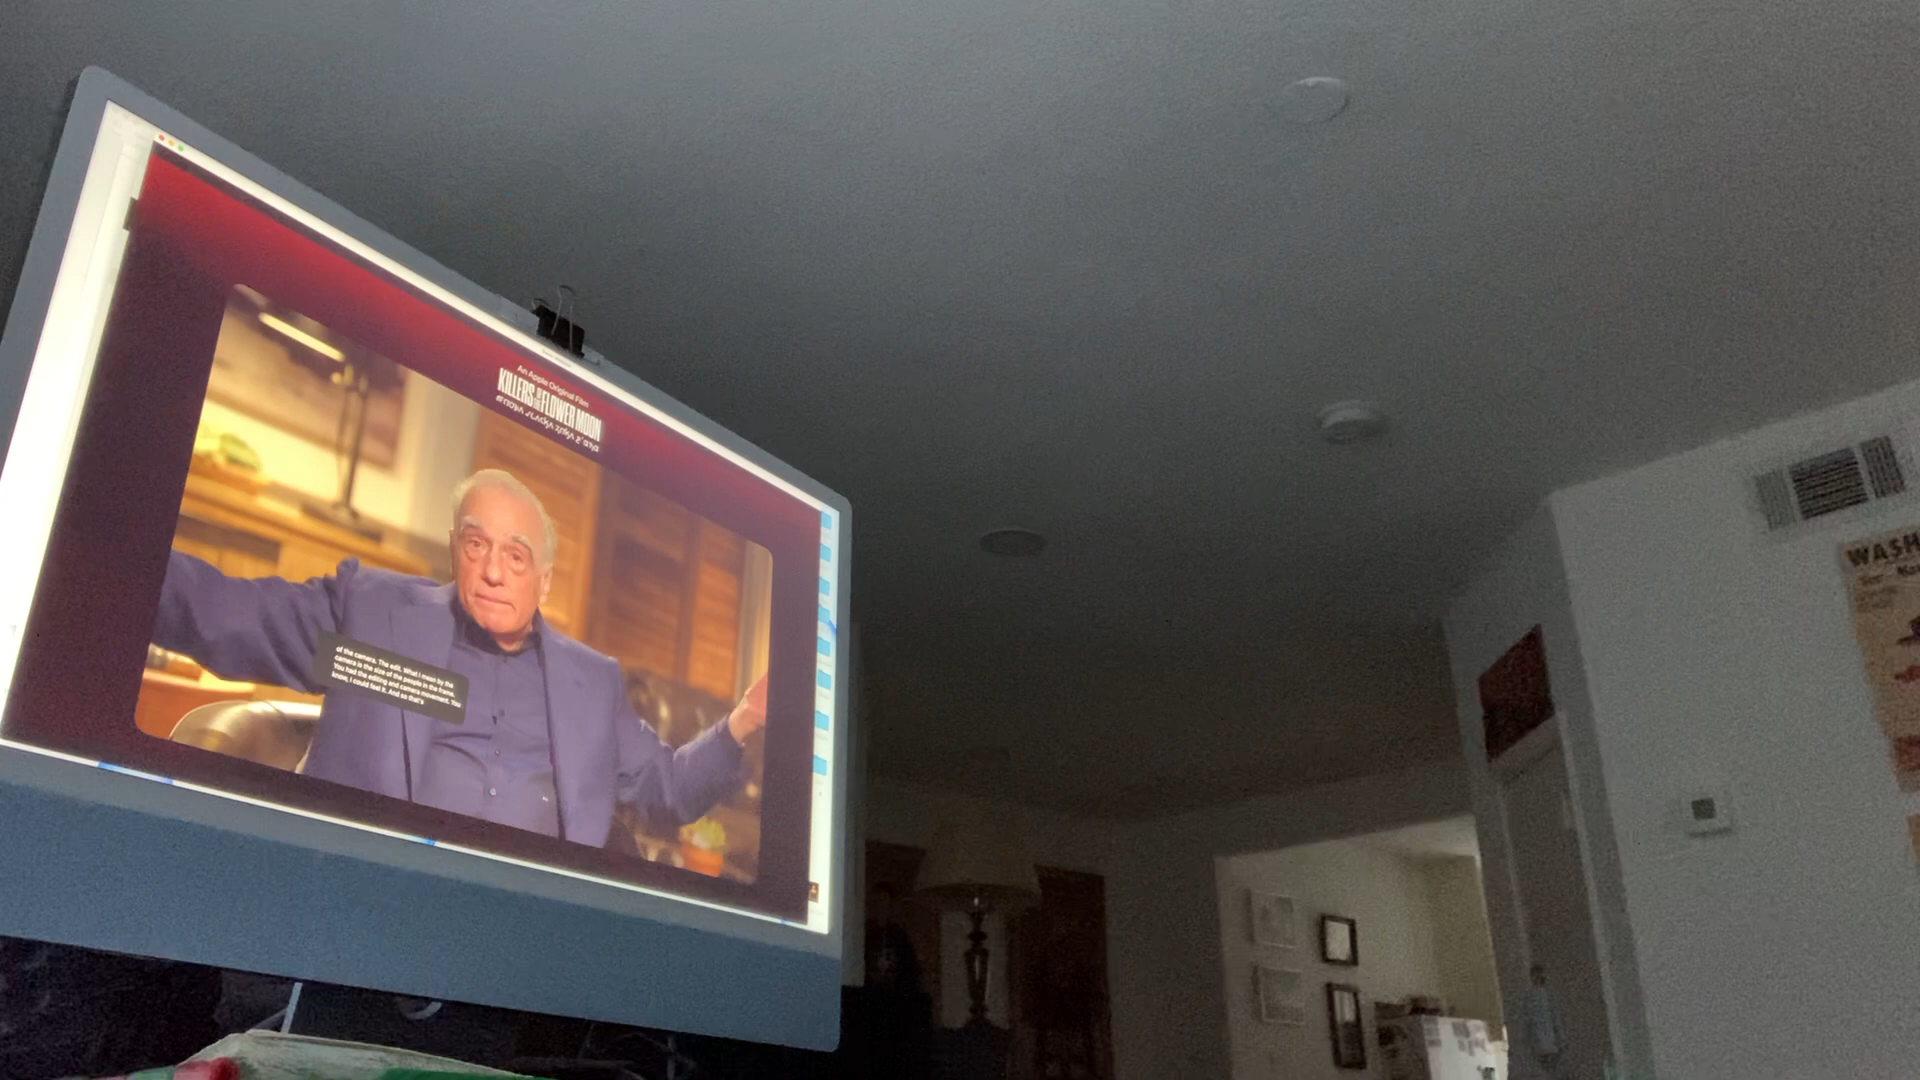 An Apple Original Film
KILLERS OF THE FLOWER MOON
of the camera. The edit. What I mean by the
camera is the size of the people in the frame.
You had the editing and camera movement. You
know, I could feel it. And so that's
WASH